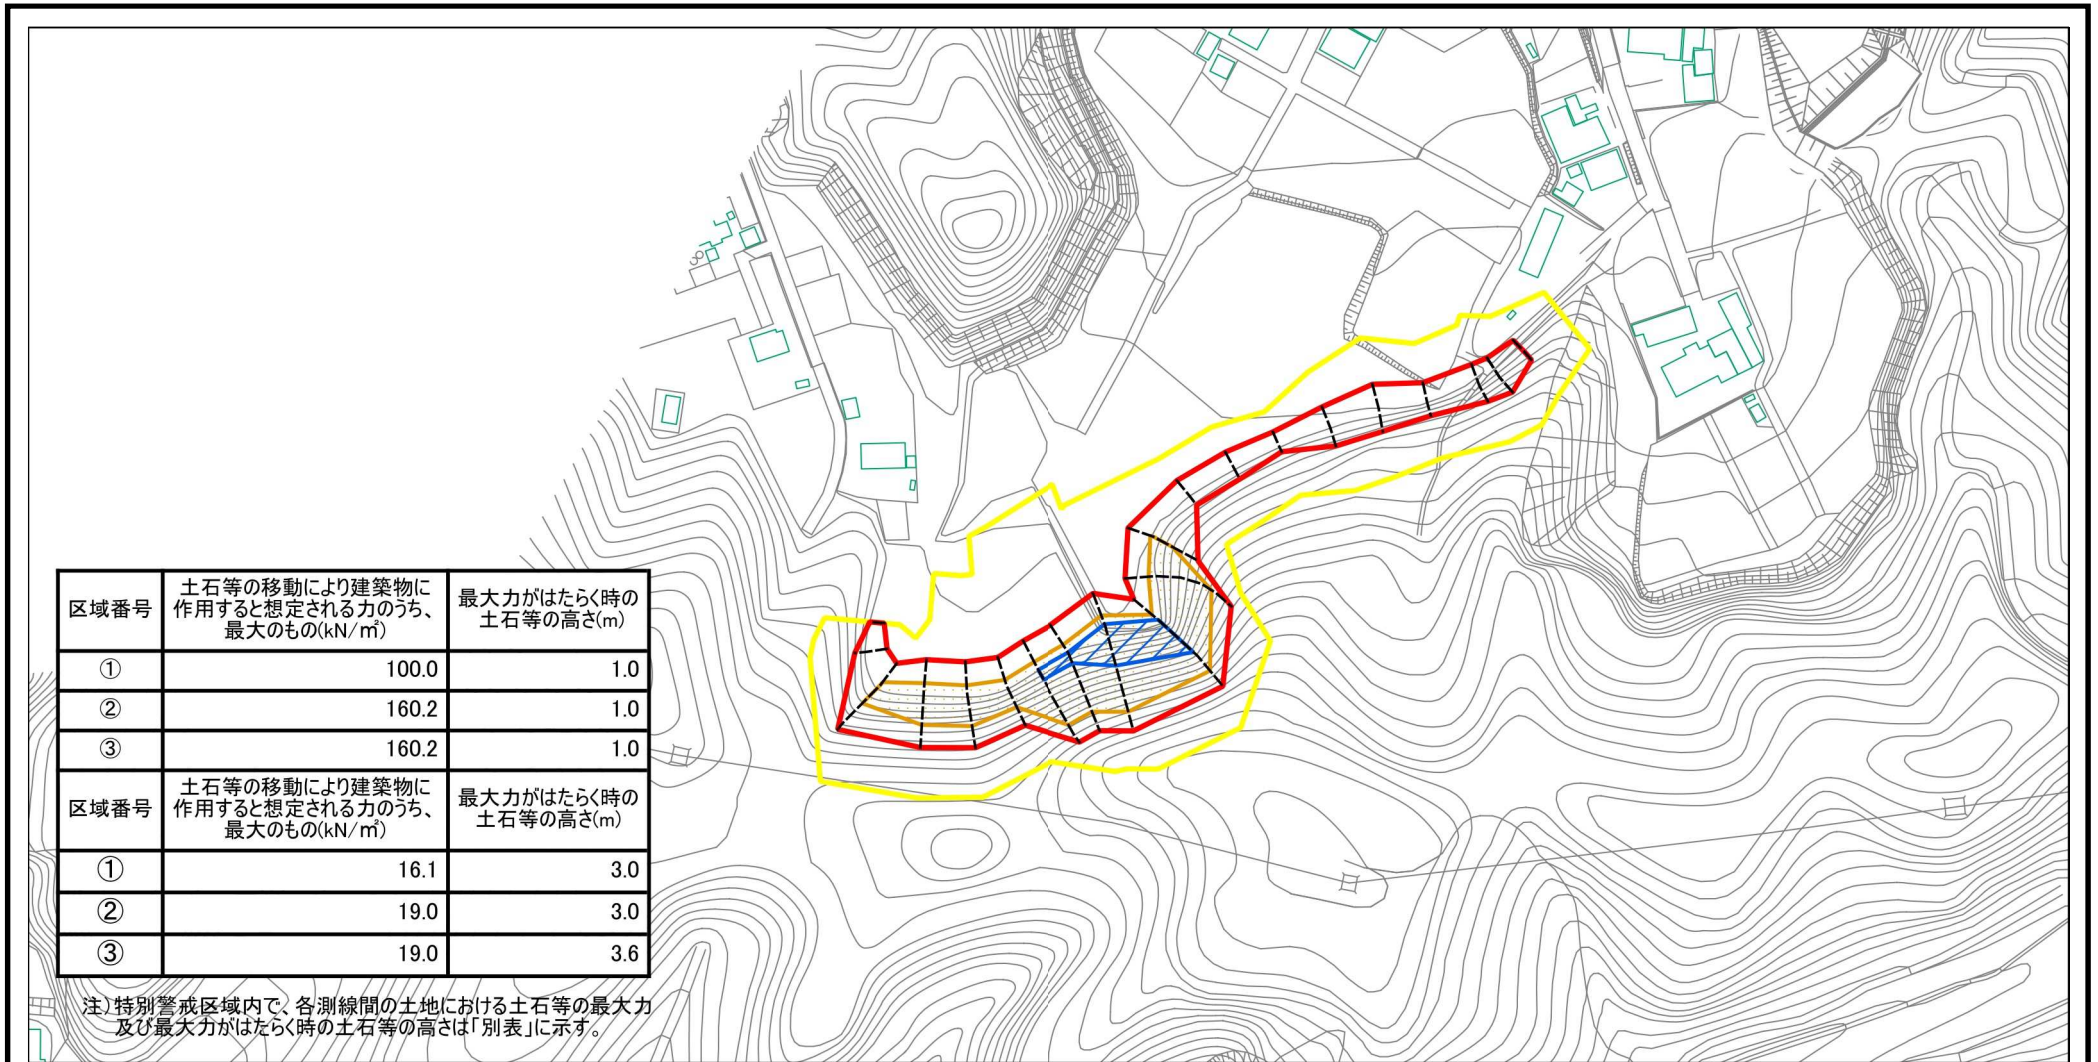 区域番号
土石等の移動により建築物に
作用すると想定される力のうち、
最大のもの(kN/㎡)
最大力がはたらく時の
土石等の高さ(m)
① 100.0 1.0
② 160.2 1.0
③ 160.2 1.0
区域番号
土石等の移動により建築物に
作用すると想定される力のうち、
最大のもの(kN/㎡)
最大力がはたらく時の
土石等の高さ(m)
① 16.1 3.0
② 19.0 3.0
③ 19.0 3.6
注)特別警戒区域内で、各測線間の土地における土石等の最大力
及び最大力がはたらく時の土石等の高さは「別表」に示す。